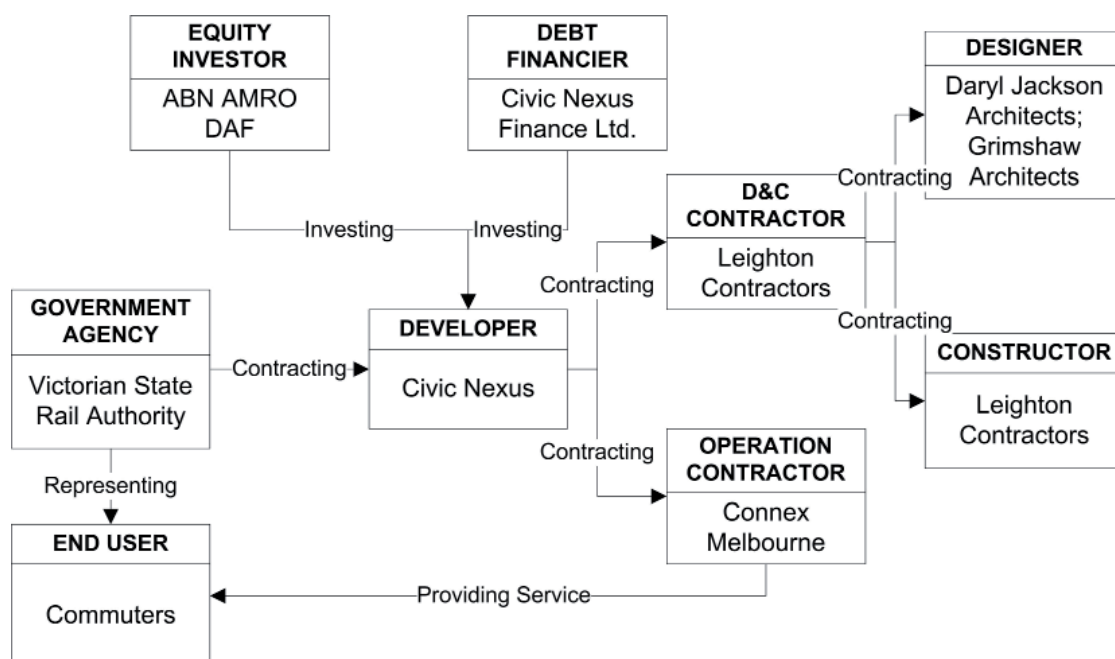 EQUITY
INVESTOR
ABN AMRO
DAF
DEBT
FINANCIER
Civic Nexus
Finance Ltd.
DESIGNER
Daryl Jackson
Architects;
Grimshaw
Architects
Investing
Investing
D&C
CONTRACTOR
Leighton
Contractors
Contracting
Contracting
Contracting
GOVERNMENT
AGENCY
Victorian State
Rail Authority
Contracting
DEVELOPER
Civic Nexus
CONSTRUCTOR
Leighton
Contractors
Contracting
OPERATION
CONTRACTOR
Connex
Melbourne
Representing
END USER
Commuters
Providing Service